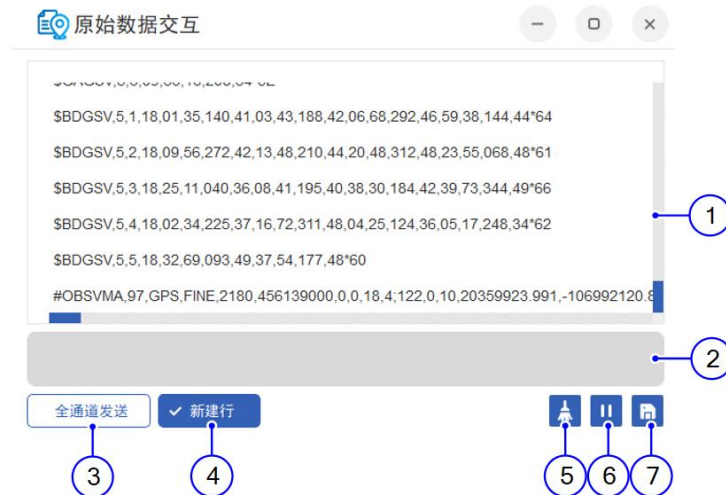 原始数据交互
$BDGSV,5,1,18,01,35,140,41,03,43,188,42,06,68,292,46,59,38,144,44*64
$BDGSV,5,2,18,09,56,272,42,13,48,210,44,20,48,312,48,23,55,068,48*61
$BDGSV,5,3,18,25,11,040,36,08,41,195,40,38,30,184,42,39,73,344,49*66
$BDGSV,5,4,18,02,34,225,37,16,72,311,48,04,25,124,36,05,17,248,34*62
$BDGSV,5,5,18,32,69,093,49,37,54,177,48*60
#OBSVMA,97,GPS,FINE,2180,456139000,0,0,18,4;122,0,10,20359923.991,-106992120.8
1
2
全通道发送 新建行
3 4 5 6 7